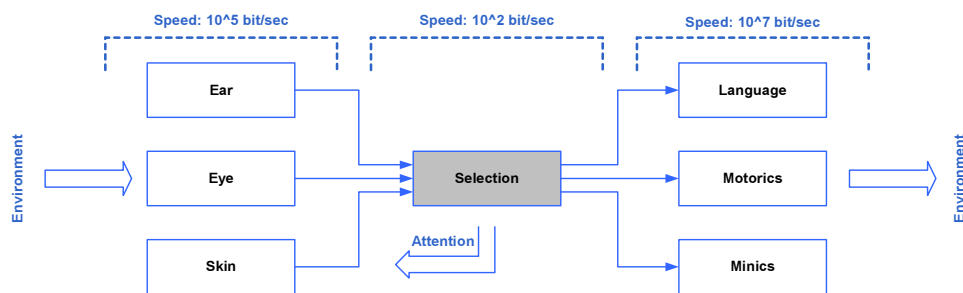 Speed: 10^5 bit/sec
Speed: 10^2 bit/sec
Speed: 10^7 bit/sec
Ear
Language
Environment
Eye
Selection
Motorics
Environment
Attention
Skin
Minics